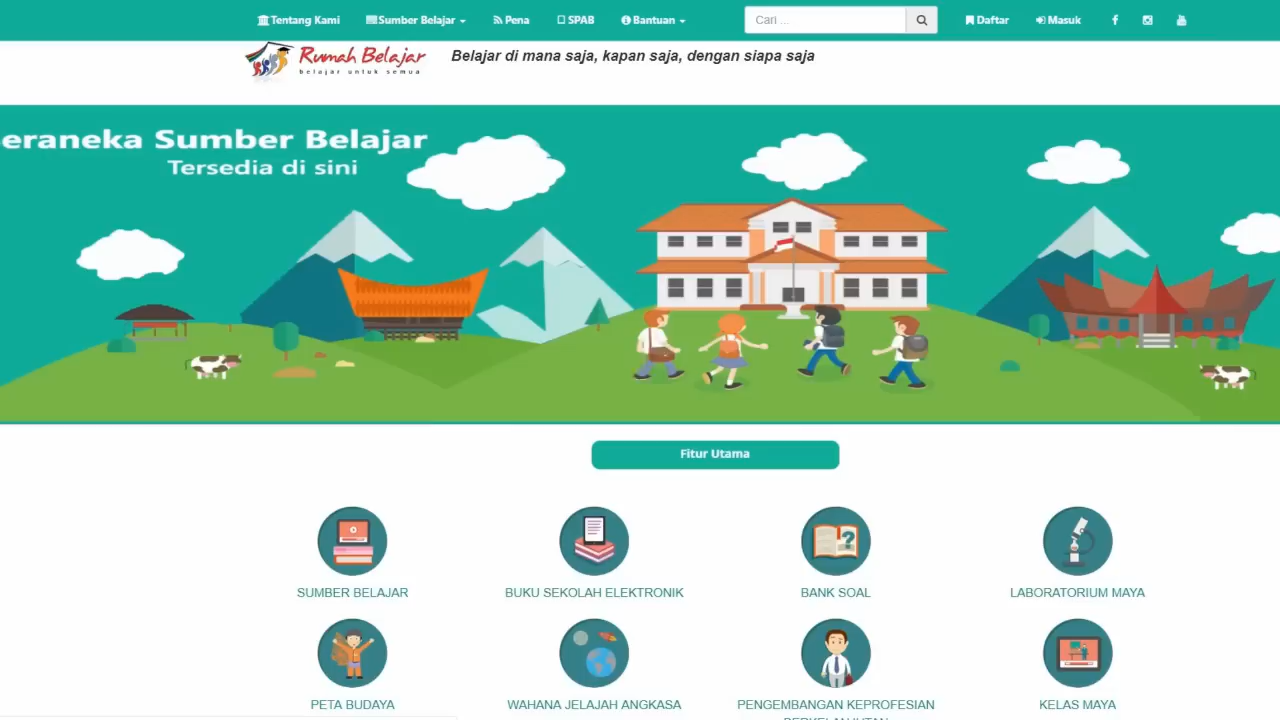 Tentang Kami Sumber Belajar Pena SPAB Bantuan Cari ... Daftar Masuk
Rumah Belajar
belajar untuk semua
Belajar di mana saja, kapan saja, dengan siapa saja
eraneka Sumber Belajar
Tersedia di sini
Fitur Utama
SUMBER BELAJAR BUKU SEKOLAH ELEKTRONIK BANK SOAL LABORATORIUM MAYA
PETA BUDAYA WAHANA JELAJAH ANGKASA PENGEMBANGAN KEPROFESIAN KELAS MAYA
BERKELANJUTAN